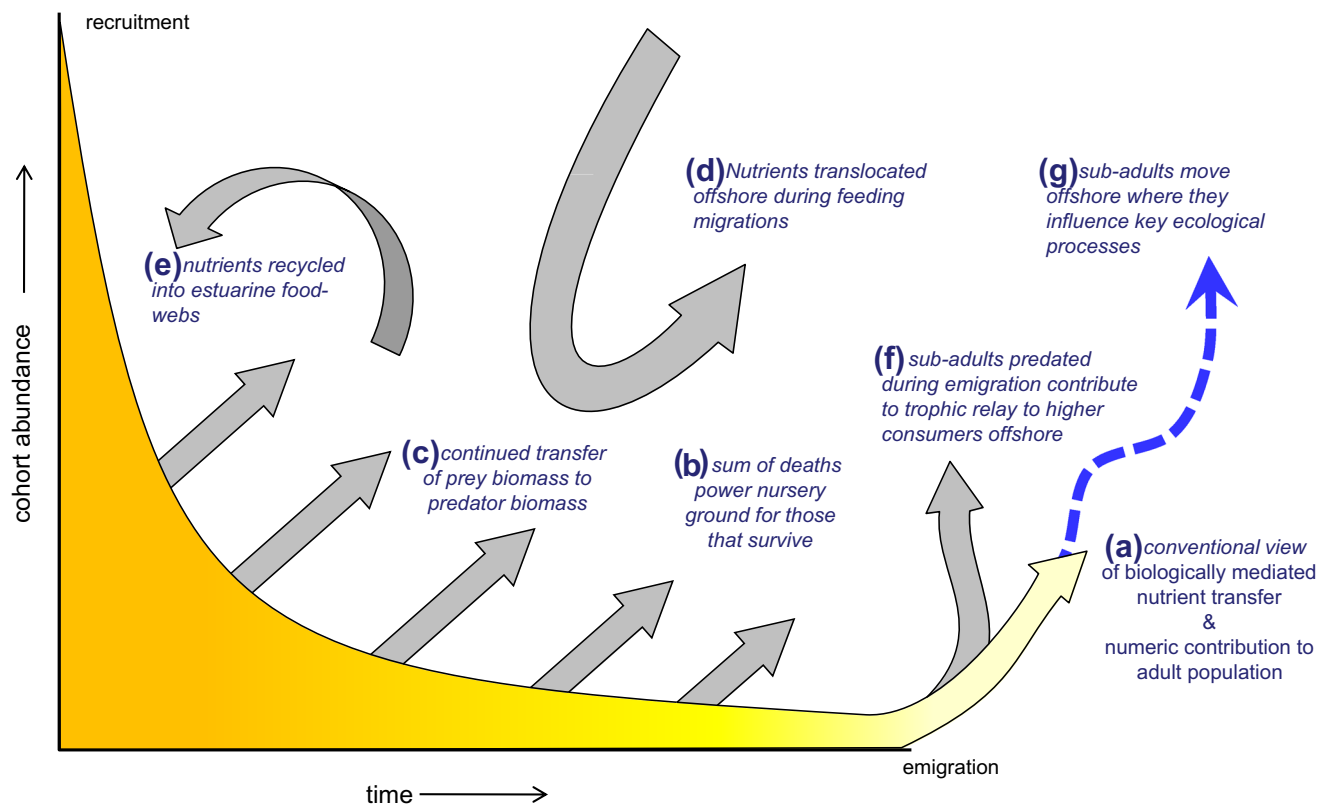 recruitment
cohort abundance
(e) nutrients recycled
into estuarine food-
webs
(d) Nutrients translocated
offshore during feeding
migrations
(g) sub-adults move
offshore where they
influence key ecological
processes
(c) continued transfer
of prey biomass to
predator biomass
(b) sum of deaths
power nursery
ground for those
that survive
(f) sub-adults predated
during emigration contribute
to trophic relay to higher
consumers offshore
(a) conventional view
of biologically mediated
nutrient transfer
&
numeric contribution to
adult population
emigration
time